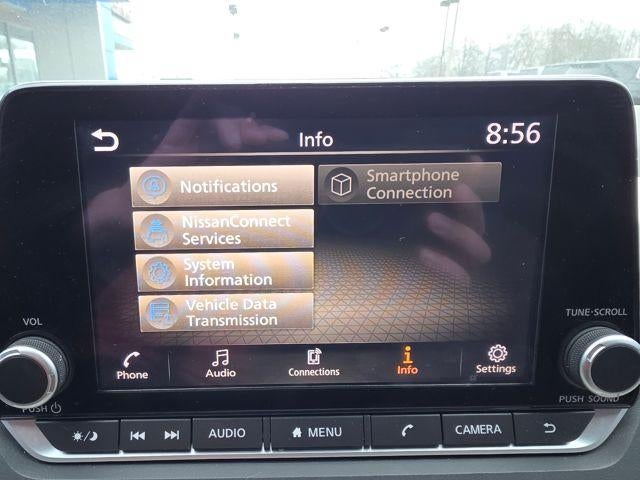 Info
8:56
Notifications
Smartphone
Connection
NissanConnect
Services
System
Information
Vehicle Data
Transmission
Phone
Audio
Connections
Info
Settings
VOL
PUSH
TUNE·SCROLL
PUSH SOUND
AUDIO
MENU
CAMERA